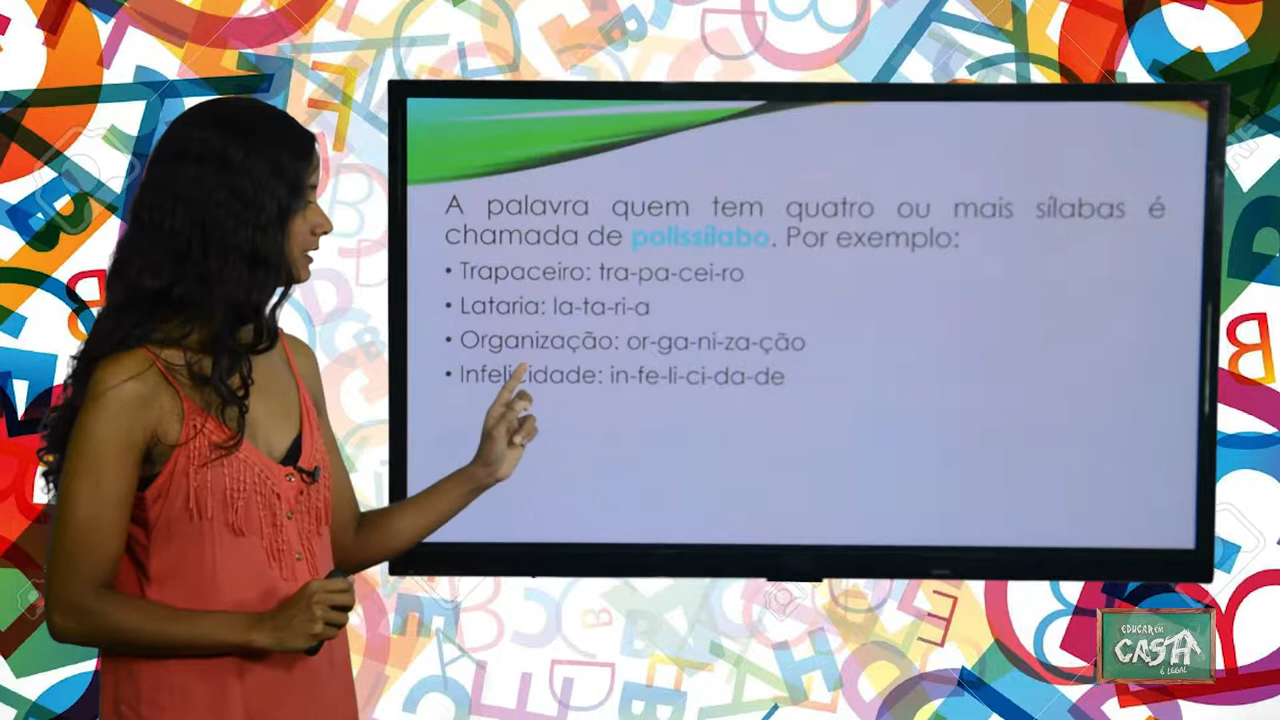 A palavra quem tem quatro ou mais sílabas é
chamada de polissílabo. Por exemplo:
• Trapaceiro: tra-pa-cei-ro
• Lataria: la-ta-ri-a
• Organização: or-ga-ni-za-ção
• Infelicidade: in-fe-li-ci-da-de
EDUCAR EM
CASA
É LEGAL